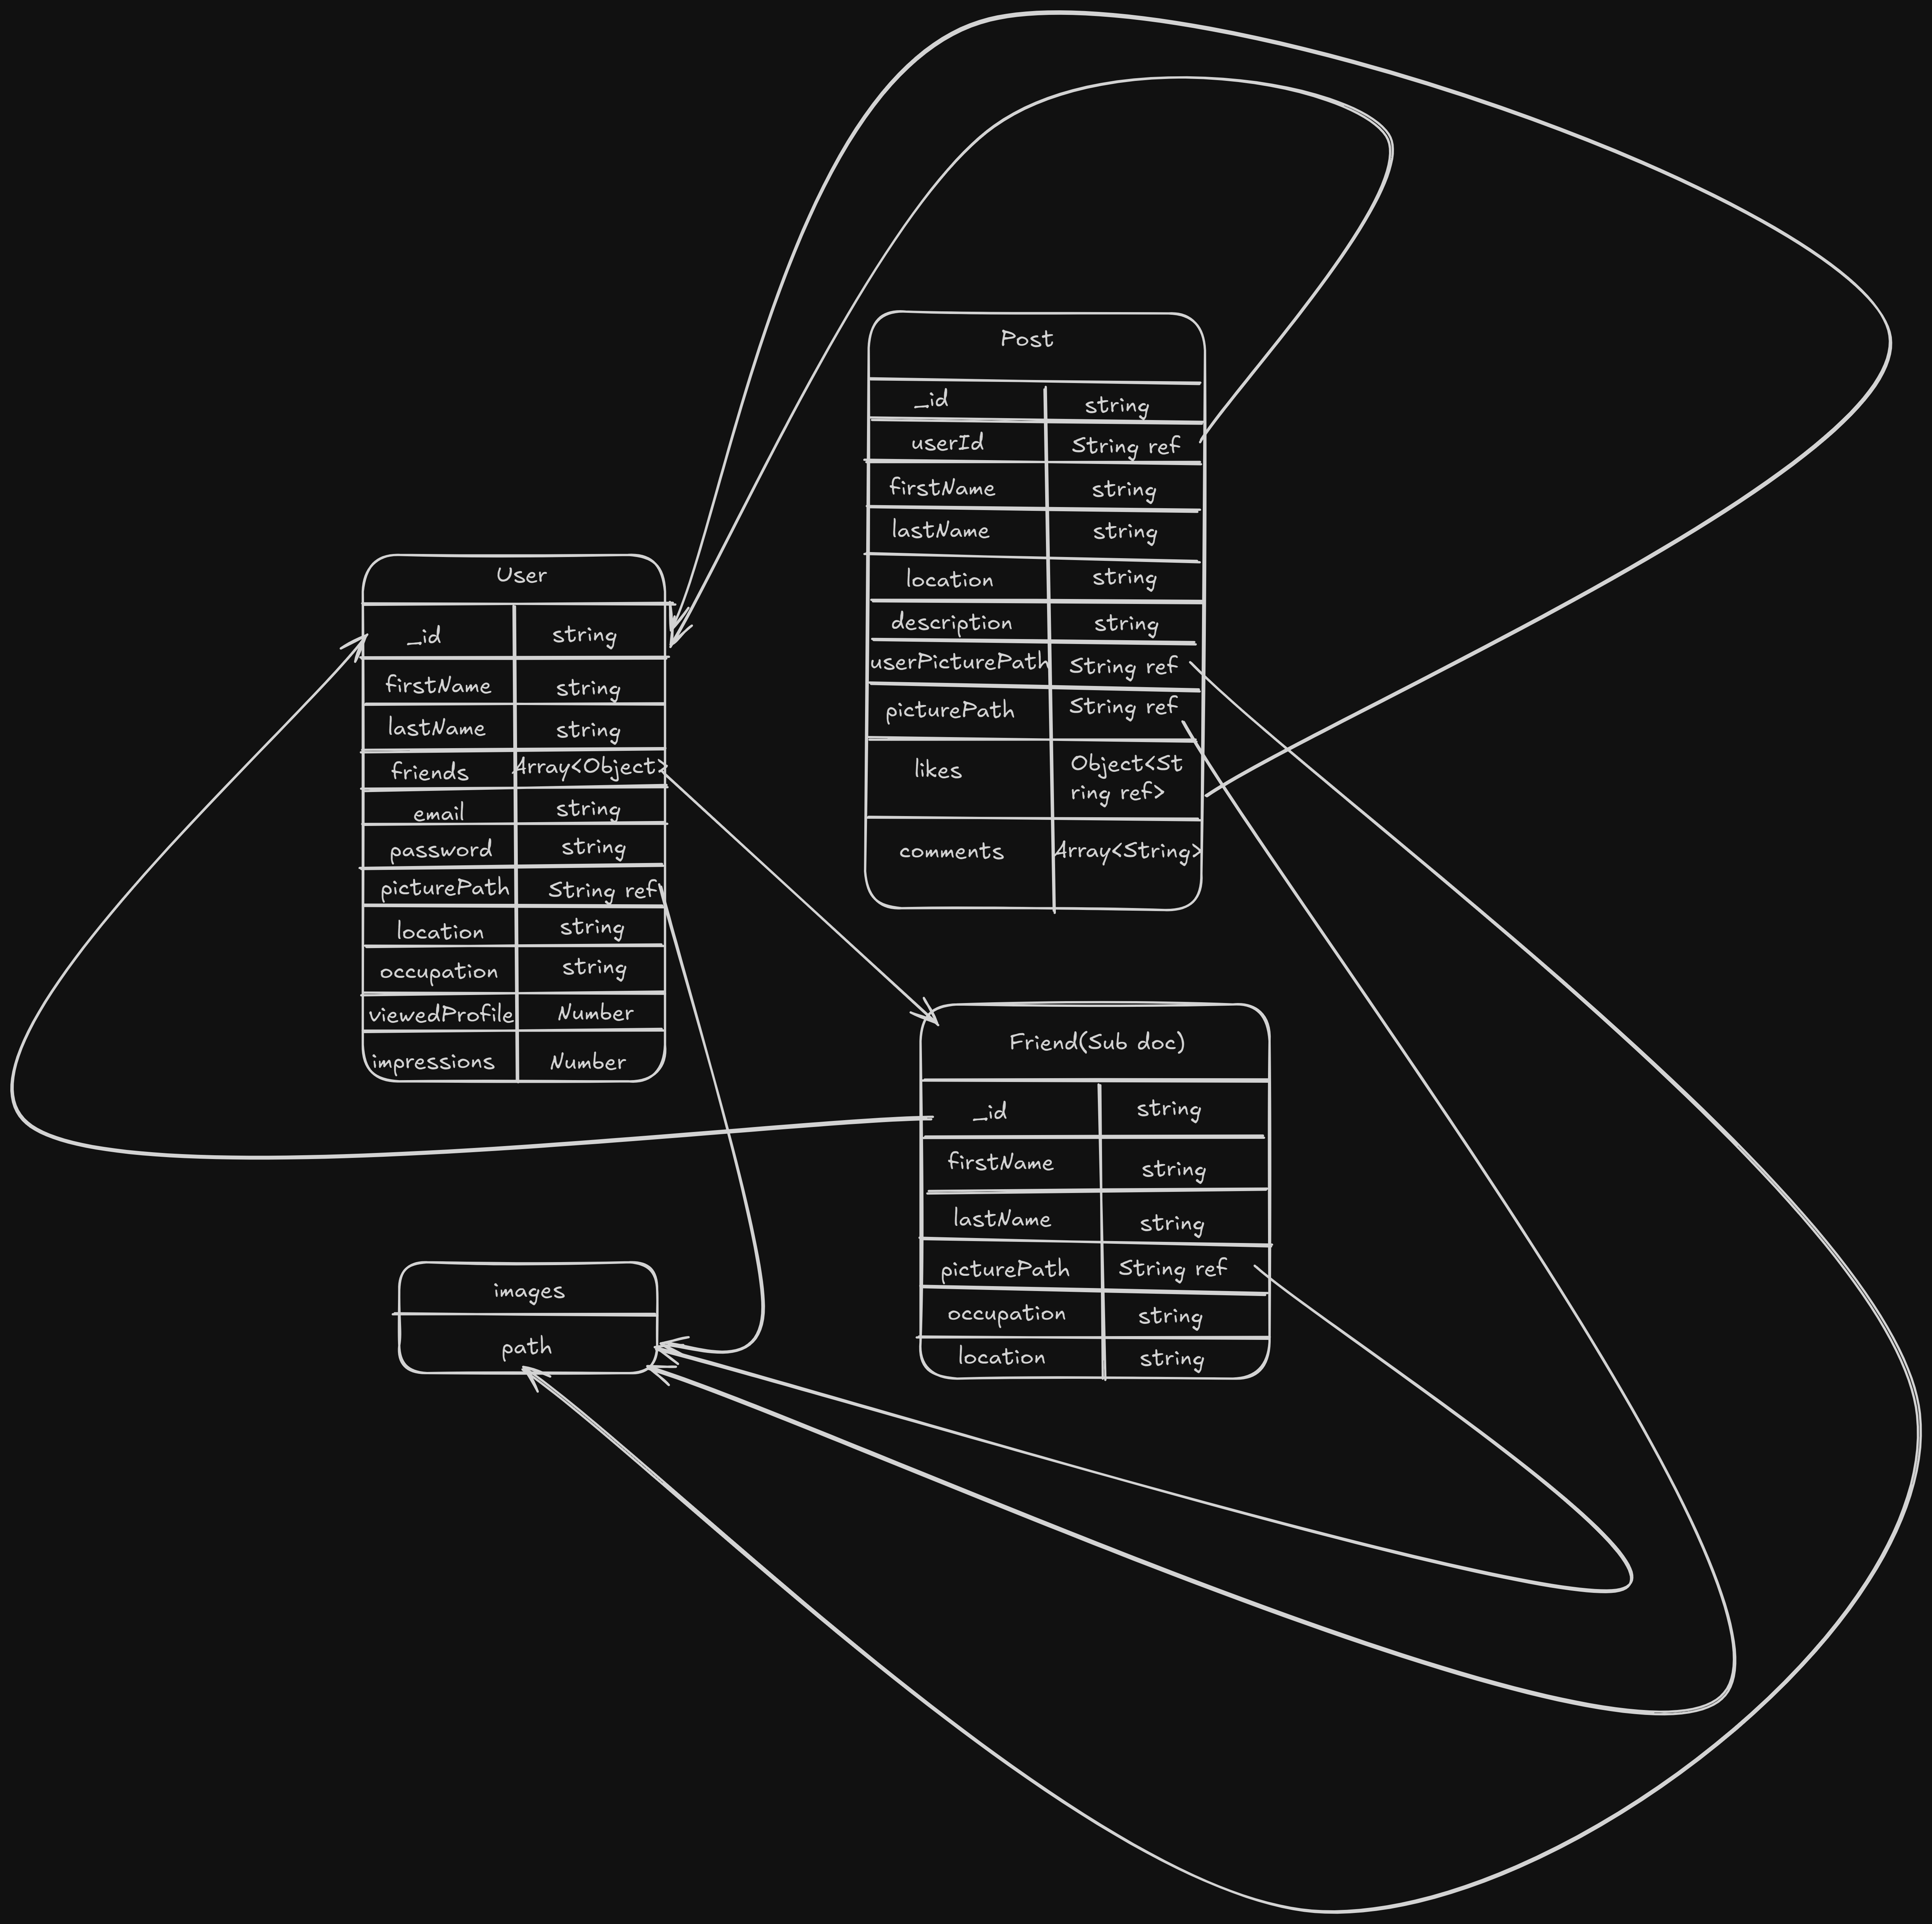 Post
_id string
userId String ref
firstName string
lastName string
location string
description string
userPicturePath String ref
picturePath String ref
likes Object<St
ring ref>
comments Array<String>
User
_id string
firstName string
lastName string
friends Array<Object>
email string
password string
picturePath String ref
location string
occupation string
viewedProfile Number
impressions Number
Friend(Sub doc)
_id string
firstName string
lastName string
picturePath String ref
occupation string
location string
images
path